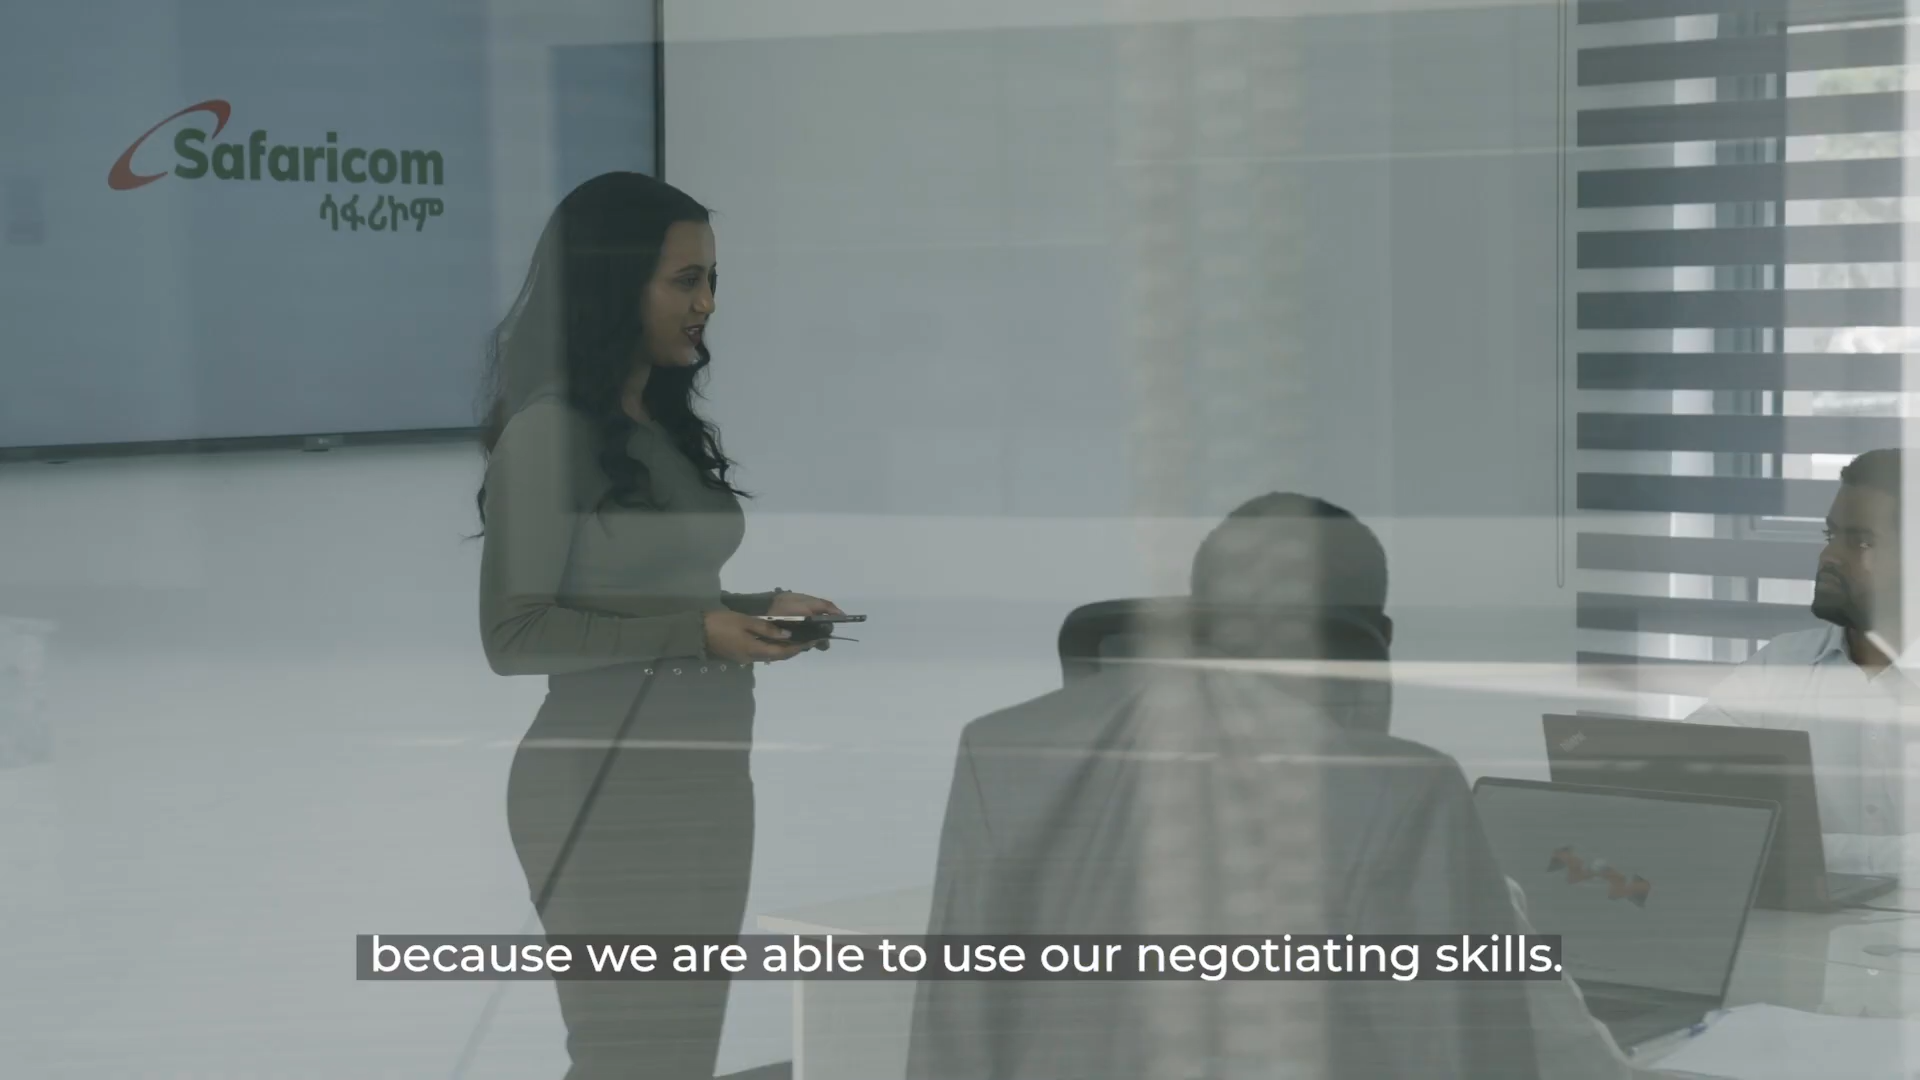 Safaricom
ሳፋሪኮም
because we are able to use our negotiating skills.